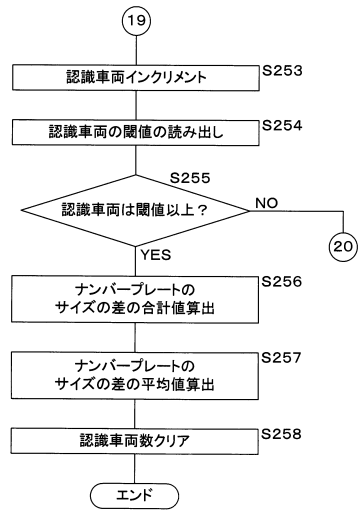 19
認識車両インクリメント
S253
認識車両の閾値の読み出し
S254
S255
認識車両は閾値以上？
NO
20
YES
ナンバープレートの
サイズの差の合計値算出
S256
ナンバープレートの
サイズの差の平均値算出
S257
認識車両数クリア
S258
エンド